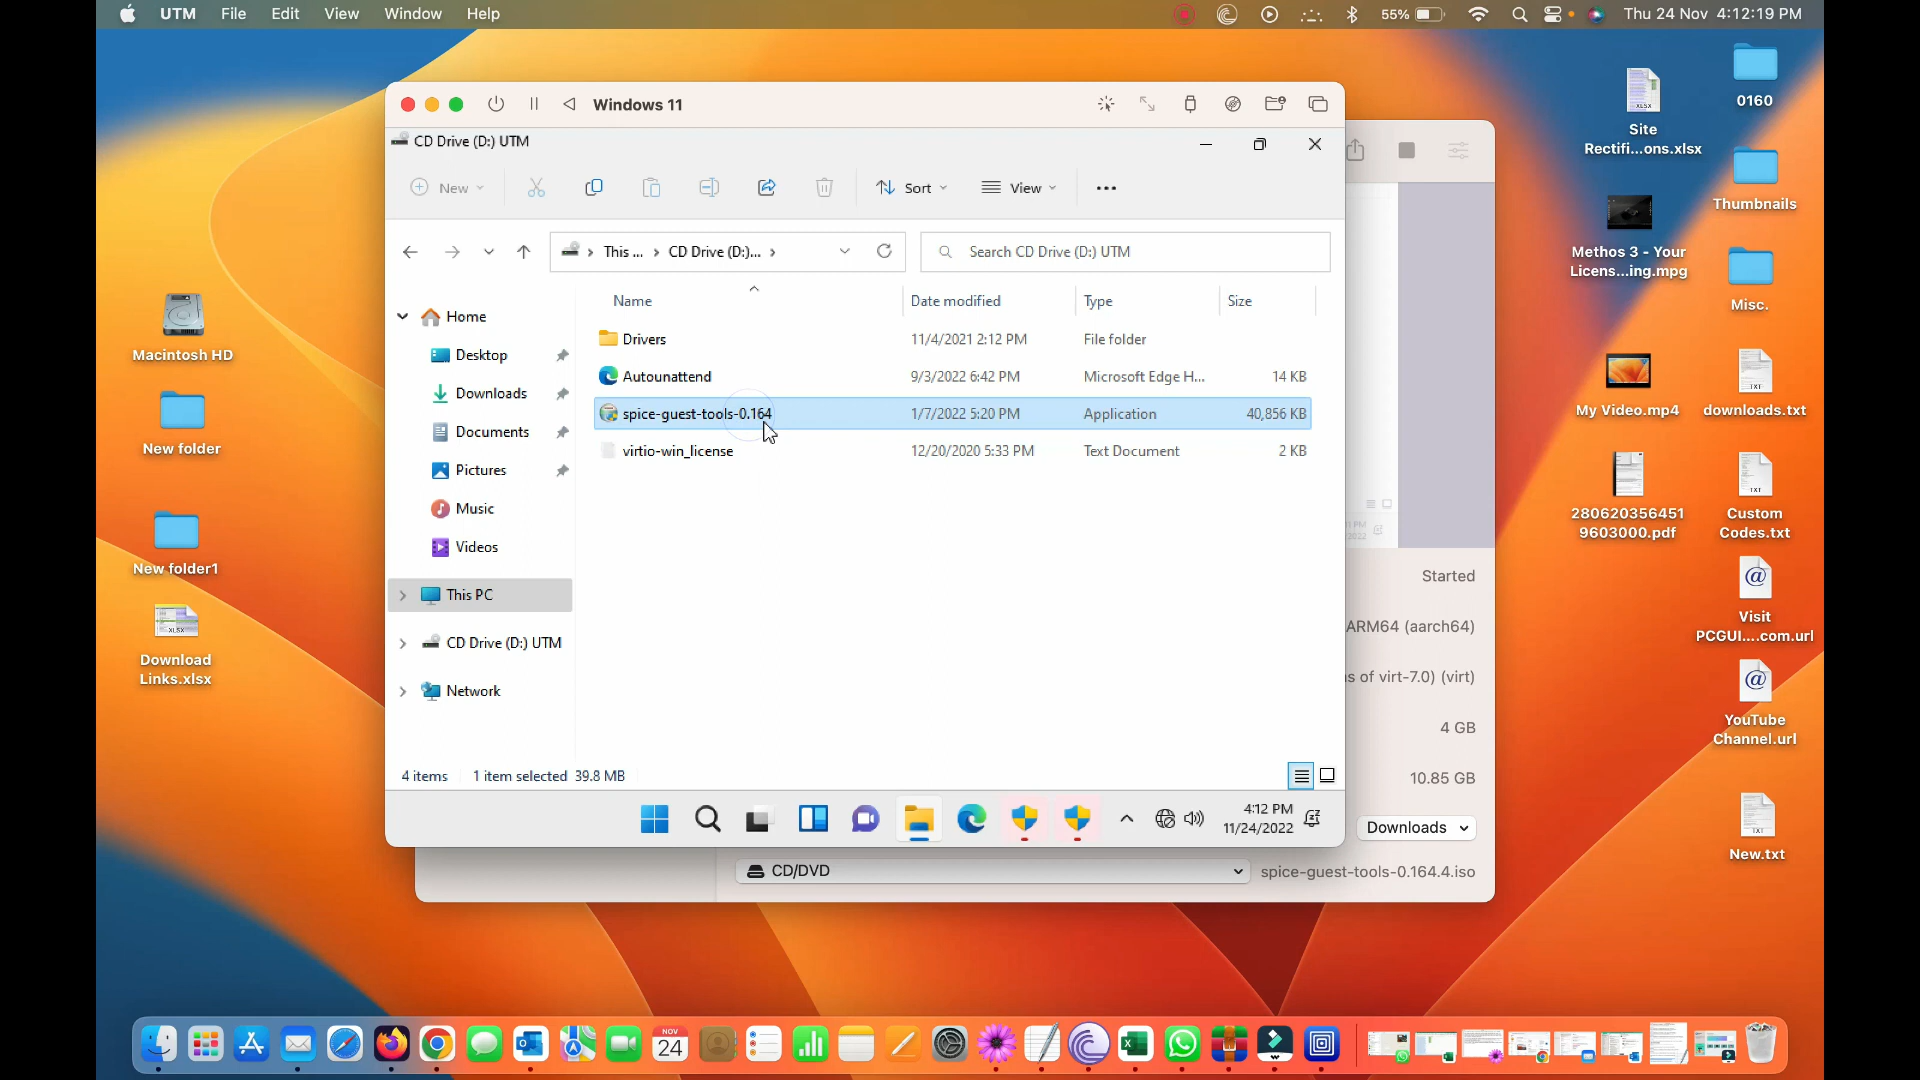 UTM File Edit View Window Help
55% Thu 24 Nov 4:12:19 PM
Windows 11
CD Drive (D:) UTM
New
Sort
View
This ... CD Drive (D:)...
Search CD Drive (D:) UTM
Name Date modified Type Size
Drivers 11/4/2021 2:12 PM File folder
Autounattend 9/3/2022 6:42 PM Microsoft Edge H... 14 KB
spice-guest-tools-0.164 1/7/2022 5:20 PM Application 40,856 KB
virtio-win_license 12/20/2020 5:33 PM Text Document 2 KB
Home
Desktop
Downloads
Documents
Pictures
Music
Videos
This PC
CD Drive (D:) UTM
Network
4 items 1 item selected 39.8 MB
4:12 PM
11/24/2022
Started
ARM64 (aarch64)
s of virt-7.0) (virt)
4 GB
10.85 GB
Downloads
CD/DVD
spice-guest-tools-0.164.4.iso
Macintosh HD
New folder
New folder1
XLSX
Download
Links.xlsx
XLSX
Site
Rectifi...ons.xlsx
Methos 3 - Your
Licens...ing.mpg
My Video.mp4
280620356451
9603000.pdf
0160
Thumbnails
Misc.
TXT
downloads.txt
TXT
Custom
Codes.txt
Visit
PCGUI....com.url
YouTube
Channel.url
TXT
New.txt
NOV
24